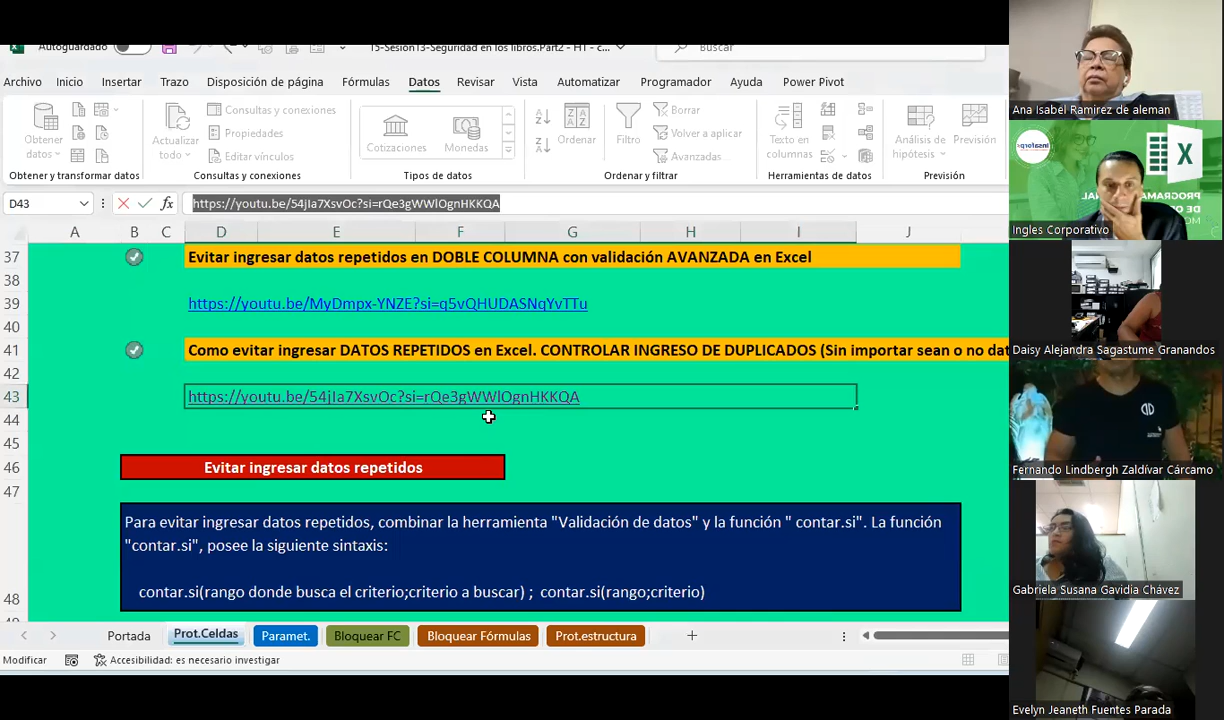 Autoguardado
15-Sesión13-Seguridad en los libros.Part2 - HT - c...
Buscar
Archivo Inicio Insertar Trazo Disposición de página Fórmulas Datos Revisar Vista Automatizar Programador Ayuda Power Pivot
Obtener datos
Actualizar todo
Consultas y conexiones
Propiedades
Editar vínculos
Cotizaciones
Monedas
Ordenar
Filtro
Borrar
Volver a aplicar
Avanzadas
Texto en columnas
Análisis de hipótesis
Previsión
Obtener y transformar datos
Consultas y conexiones
Tipos de datos
Ordenar y filtrar
Herramientas de datos
Previsión
D43
fx
https://youtu.be/54jIa7XsvOc?si=rQe3gWWlOgnHKKQA
A B C D E F G H I J
37 Evitar ingresar datos repetidos en DOBLE COLUMNA con validación AVANZADA en Excel
38
39 https://youtu.be/MyDmpx-YNZE?si=q5vQHUDASNqYvTTu
40
41 Como evitar ingresar DATOS REPETIDOS en Excel. CONTROLAR INGRESO DE DUPLICADOS (Sin importar sean o no dat
42
43 https://youtu.be/54jIa7XsvOc?si=rQe3gWWlOgnHKKQA
44
45
46 Evitar ingresar datos repetidos
47
Para evitar ingresar datos repetidos, combinar la herramienta "Validación de datos" y la función " contar.si". La función
"contar.si", posee la siguiente sintaxis:
48 contar.si(rango donde busca el criterio;criterio a buscar) ; contar.si(rango;criterio)
Portada Prot.Celdas Paramet. Bloquear FC Bloquear Fórmulas Prot.estructura
Modificar
Accesibilidad: es necesario investigar
Ana Isabel Ramirez de aleman
insaforp
X
Ingles Corporativo
Daisy Alejandra Sagastume Granandos
Fernando Lindbergh Zaldívar Cárcamo
Gabriela Susana Gavidia Chávez
Evelyn Jeaneth Fuentes Parada